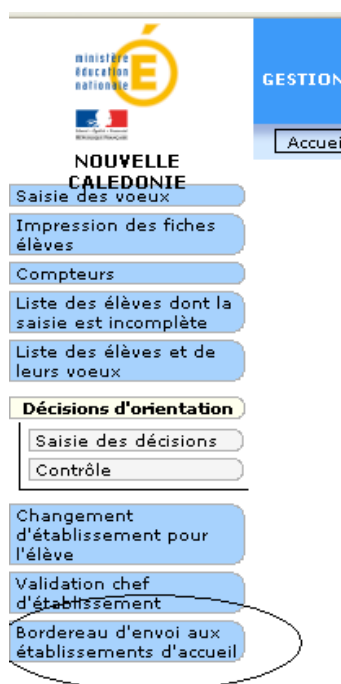 ministère
éducation
nationale
GESTION
Accuei
NOUVELLE
CALEDONIE
Saisie des voeux
Impression des fiches
élèves
Compteurs
Liste des élèves dont la
saisie est incomplète
Liste des élèves et de
leurs voeux
Décisions d'orientation
Saisie des décisions
Contrôle
Changement
d'établissement pour
l'élève
Validation chef
d'établissement
Bordereau d'envoi aux
établissements d'accueil